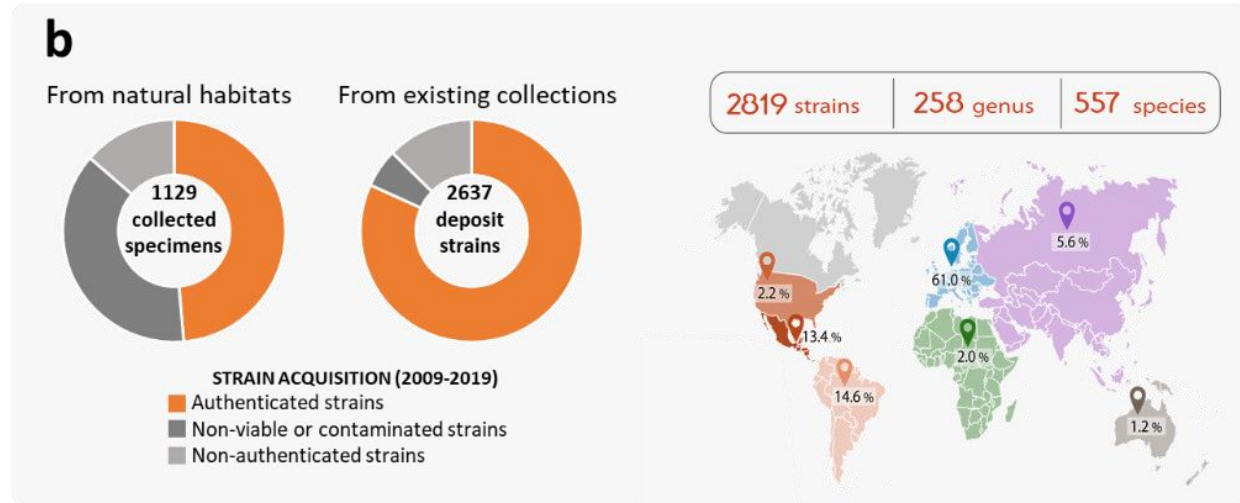 b
From natural habitats
From existing collections
1129
collected
specimens
2637
deposit
strains
STRAIN ACQUISITION (2009-2019)
Authenticated strains
Non-viable or contaminated strains
Non-authenticated strains
2819 strains
258 genus
557 species
5.6 %
61.0 %
2.2 %
13.4 %
2.0 %
14.6 %
1.2 %